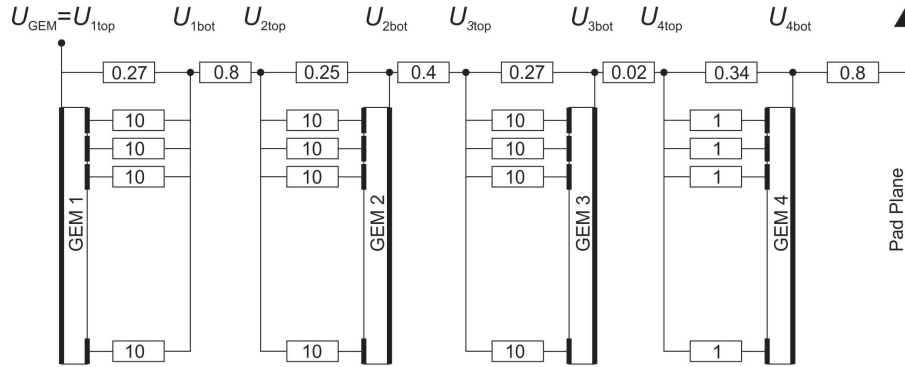 U_GEM=U_1top U_1bot U_2top U_2bot U_3top U_3bot U_4top U_4bot
0.27 0.8 0.25 0.4 0.27 0.02 0.34 0.8
10 10 10 1
10 10 10 1
10 10 10 1
GEM 1 GEM 2 GEM 3 GEM 4 Pad Plane
10 10 10 1